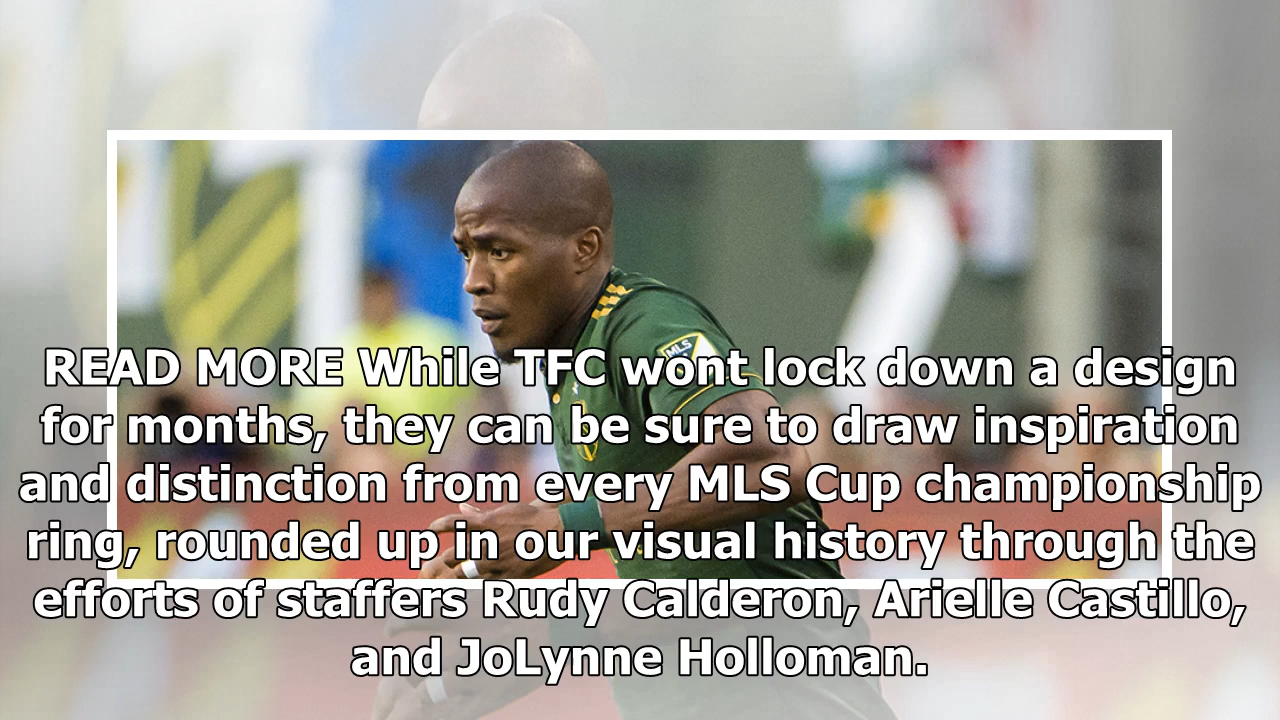 MLS
READ MORE While TFC wont lock down a design
for months, they can be sure to draw inspiration
and distinction from every MLS Cup championship
ring, rounded up in our visual history through the
efforts of staffers Rudy Calderon, Arielle Castillo,
and JoLynne Holloman.